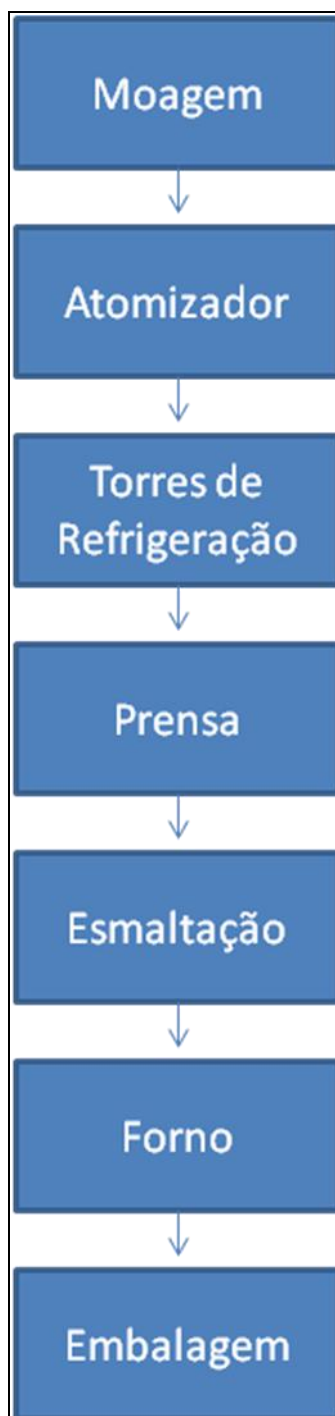 Moagem
Atomizador
Torres de
Refrigeração
Prensa
Esmaltação
Forno
Embalagem